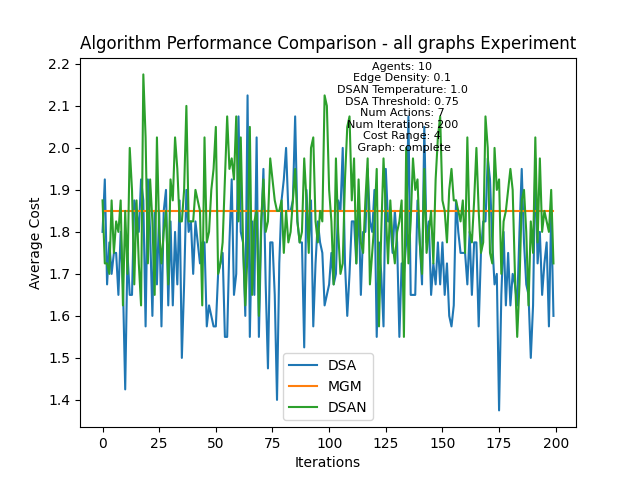 Algorithm Performance Comparison - all graphs Experiment
Agents: 10
Edge Density: 0.1
DSAN Temperature: 1.0
DSA Threshold: 0.75
Num Actions: 7
Num Iterations: 200
Cost Range: 4
Graph: complete
2.2
2.1
2.0
1.9
1.8
1.7
1.6
1.5
1.4
Average Cost
DSA
MGM
DSAN
0
25
50
75
100
125
150
175
200
Iterations